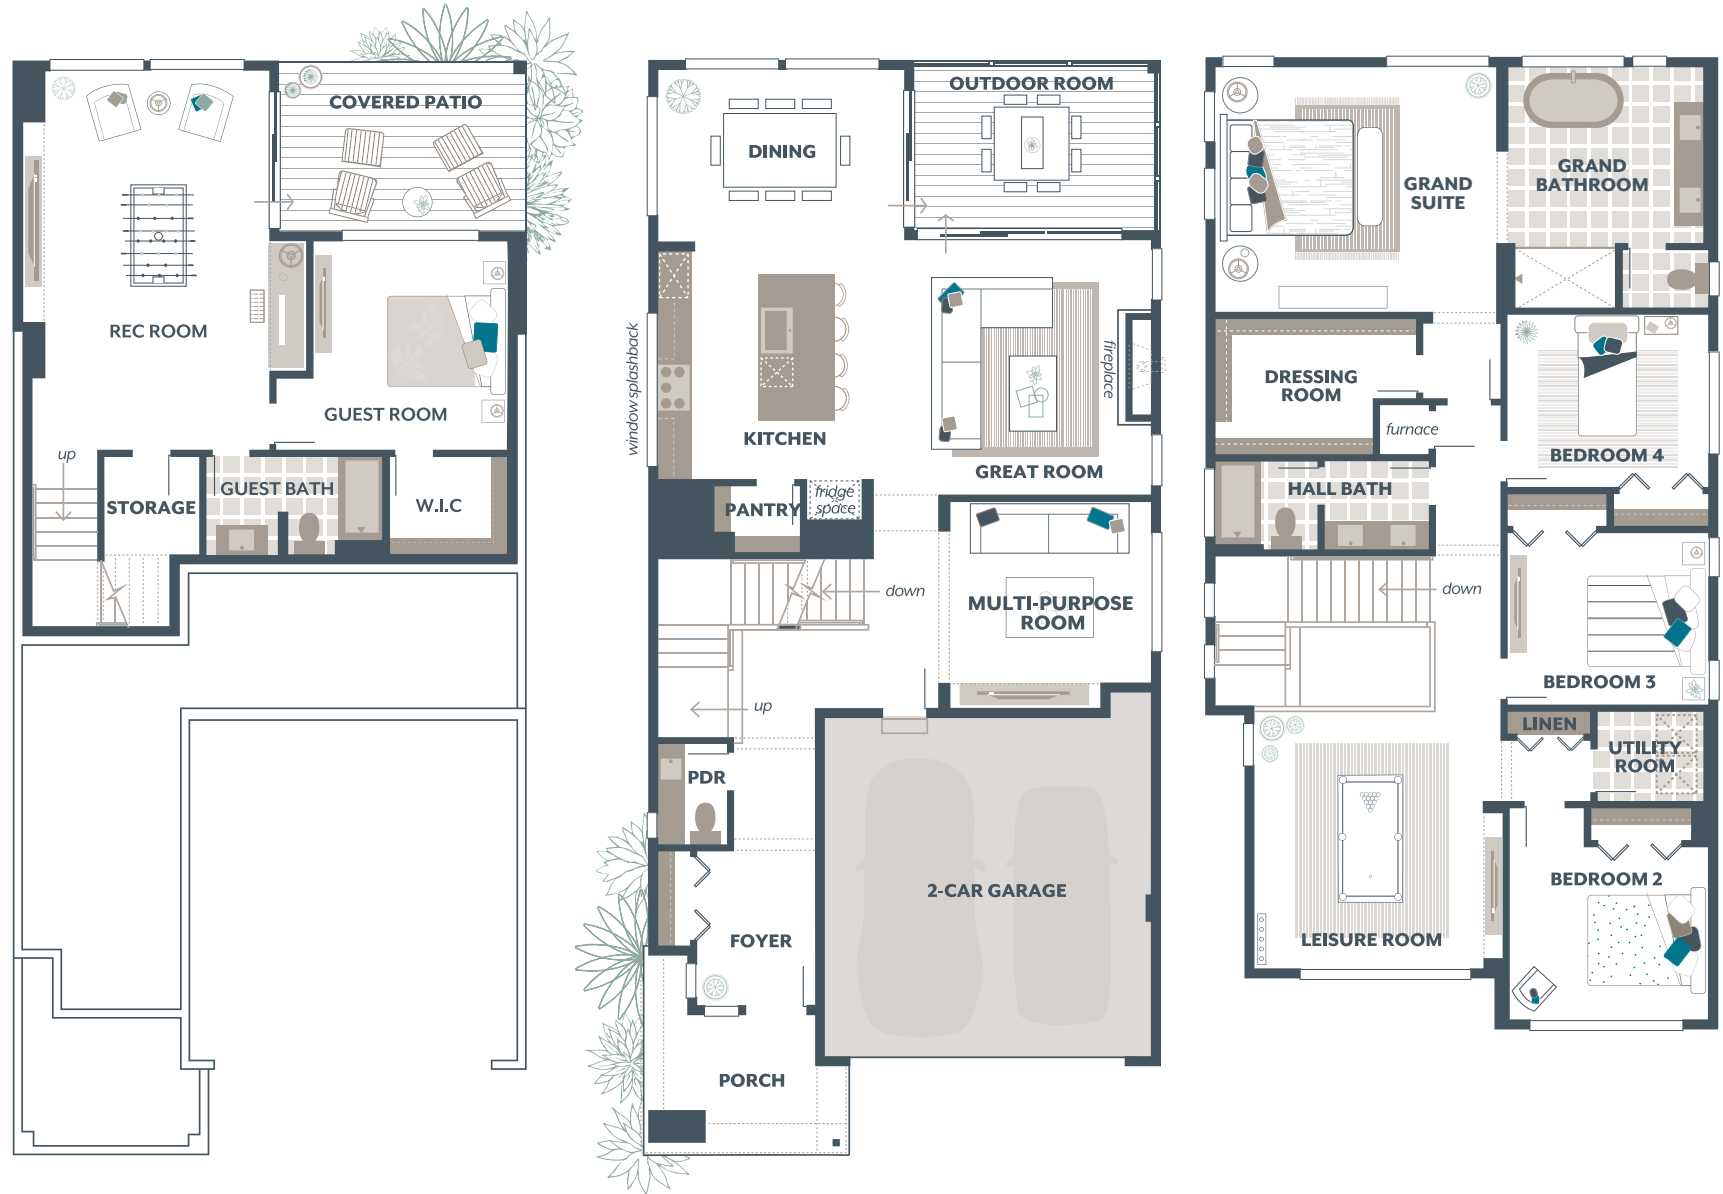 COVERED PATIO
REC ROOM
GUEST ROOM
up
STORAGE
GUEST BATH
W.I.C
OUTDOOR ROOM
DINING
window splashback
fireplace
KITCHEN
GREAT ROOM
PANTRY
fridge
space
down
MULTI-PURPOSE
ROOM
up
PDR
2-CAR GARAGE
FOYER
PORCH
GRAND
BATHROOM
GRAND
SUITE
DRESSING
ROOM
furnace
BEDROOM 4
HALL BATH
down
BEDROOM 3
LINEN
UTILITY
ROOM
BEDROOM 2
LEISURE ROOM